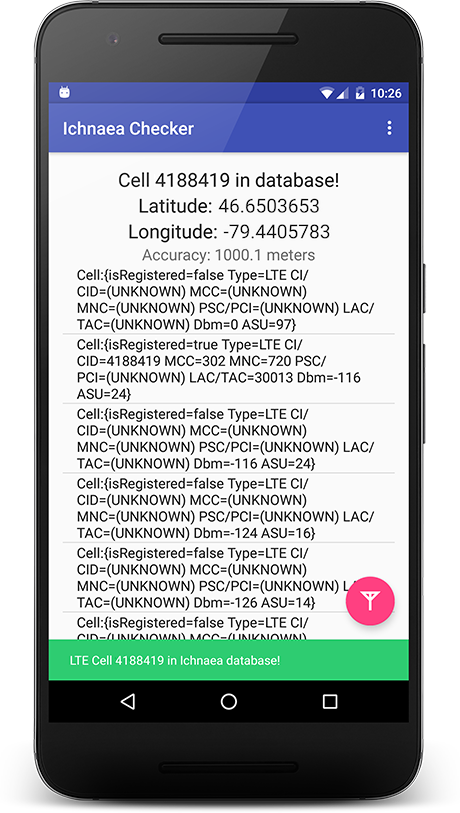 10:26
Ichnaea Checker
Cell 4188419 in database!
Latitude: 46.6503653
Longitude: -79.4405783
Accuracy: 1000.1 meters
Cell:{isRegistered=false Type=LTE CI/
CID=(UNKNOWN) MCC=(UNKNOWN)
MNC=(UNKNOWN) PSC/PCI=(UNKNOWN) LAC/
TAC=(UNKNOWN) Dbm=0 ASU=97}
Cell:{isRegistered=true Type=LTE CI/
CID=4188419 MCC=302 MNC=720 PSC/
PCI=(UNKNOWN) LAC/TAC=30013 Dbm=-116
ASU=24}
Cell:{isRegistered=false Type=LTE CI/
CID=(UNKNOWN) MCC=(UNKNOWN)
MNC=(UNKNOWN) PSC/PCI=(UNKNOWN) LAC/
TAC=(UNKNOWN) Dbm=-116 ASU=24}
Cell:{isRegistered=false Type=LTE CI/
CID=(UNKNOWN) MCC=(UNKNOWN)
MNC=(UNKNOWN) PSC/PCI=(UNKNOWN) LAC/
TAC=(UNKNOWN) Dbm=-124 ASU=16}
Cell:{isRegistered=false Type=LTE CI/
CID=(UNKNOWN) MCC=(UNKNOWN)
MNC=(UNKNOWN) PSC/PCI=(UNKNOWN)
TAC=(UNKNOWN) Dbm=-126 ASU=14}
Cell:{isRegistered=false Type=LTE CI/
CID=(UNKNOWN) MCC=(UNKNOWN)
LTE Cell 4188419 in Ichnaea database!